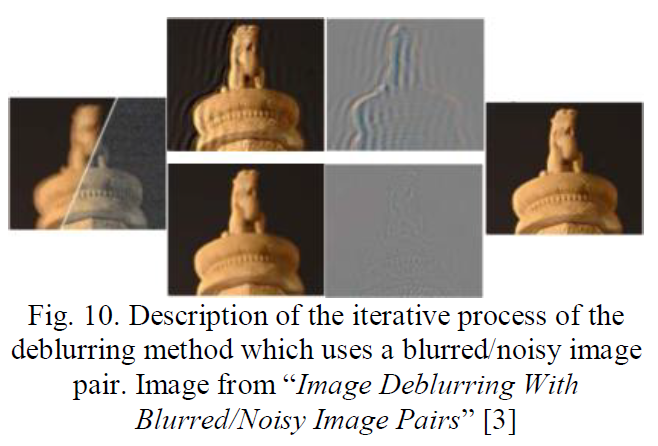 Fig. 10. Description of the iterative process of the
deblurring method which uses a blurred/noisy image
pair. Image from “Image Deblurring With
Blurred/Noisy Image Pairs” [3]